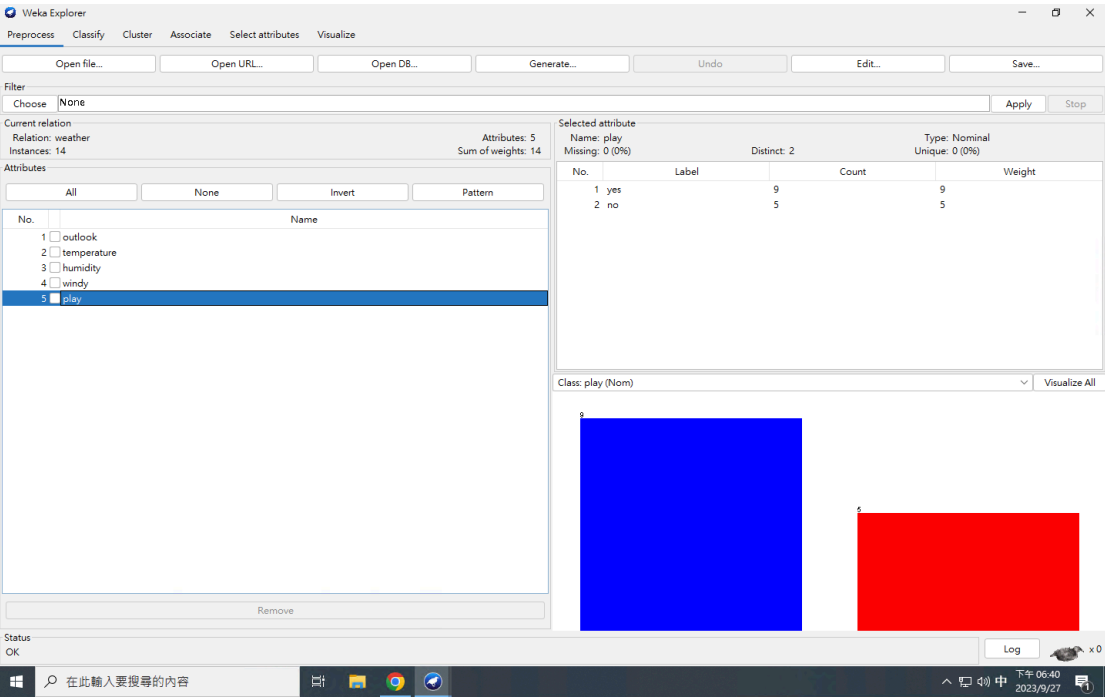 Weka Explorer
Preprocess Classify Cluster Associate Select attributes Visualize
Open file... Open URL... Open DB... Generate... Undo Edit... Save...
Filter
Choose None Apply Stop
Current relation
Relation: weather Attributes: 5
Instances: 14 Sum of weights: 14
Attributes
All None Invert Pattern
No. Name
1 outlook
2 temperature
3 humidity
4 windy
5 play
Remove
Selected attribute
Name: play Type: Nominal
Missing: 0 (0%) Distinct: 2 Unique: 0 (0%)
No. Label Count Weight
1 yes 9 9
2 no 5 5
Class: play (Nom) Visualize All
9
5
Status
OK
Log x 0
在此輸入要搜尋的內容
中
下午 06:40
2023/9/27
1